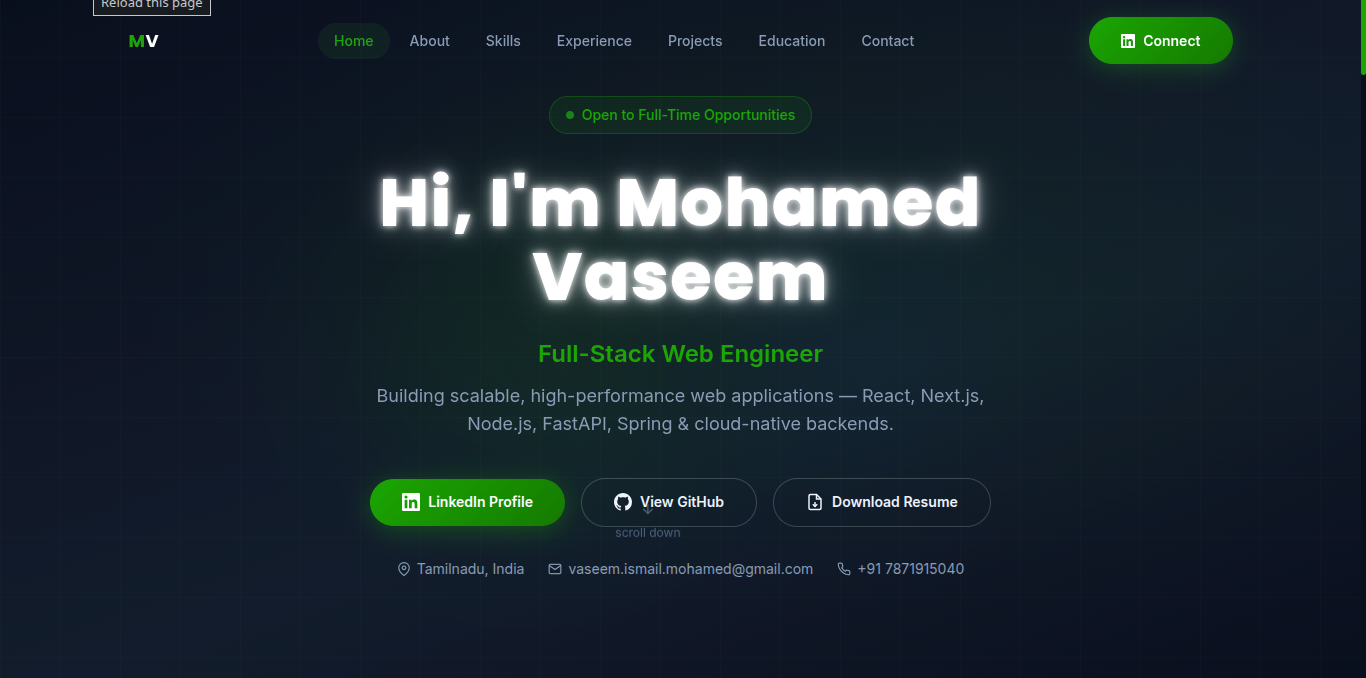 Reload this page
MV
Home
About
Skills
Experience
Projects
Education
Contact
Connect
Open to Full-Time Opportunities
Hi, I'm Mohamed
Vaseem
Full-Stack Web Engineer
Building scalable, high-performance web applications — React, Next.js,
Node.js, FastAPI, Spring & cloud-native backends.
LinkedIn Profile
View GitHub
Download Resume
scroll down
Tamilnadu, India
vaseem.ismail.mohamed@gmail.com
+91 7871915040